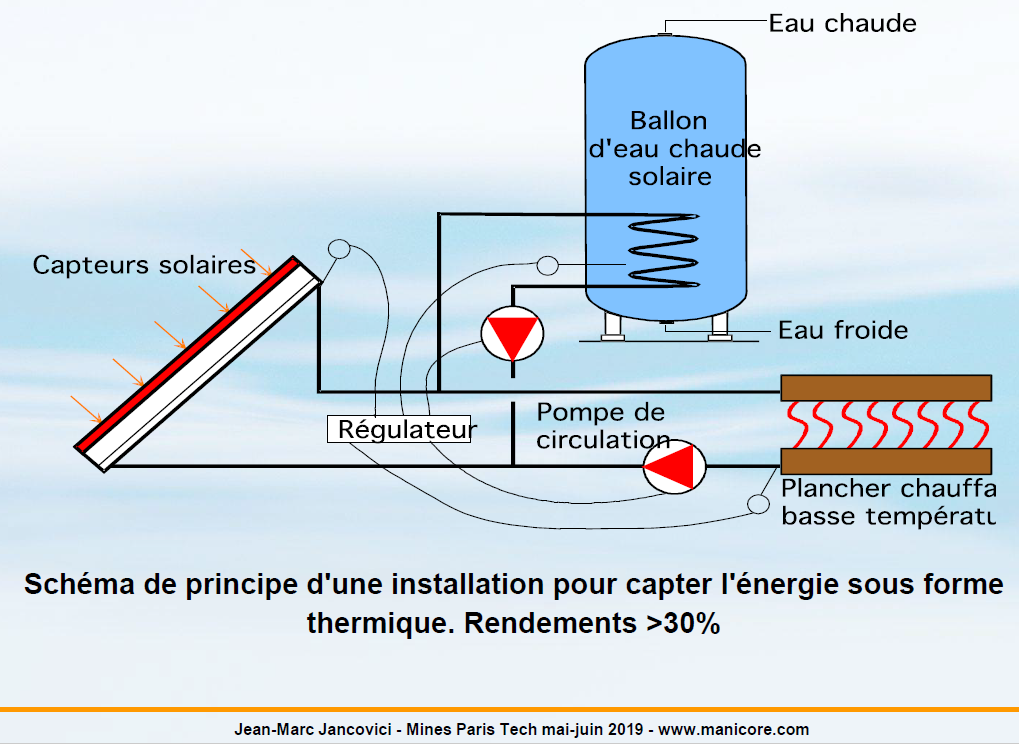 Eau chaude
Ballon
d'eau chaude
solaire
Capteurs solaires
Eau froide
Pompe de
circulation
Régulateur
Plancher chauffa
basse températu
Schéma de principe d'une installation pour capter l'énergie sous forme
thermique. Rendements >30%
Jean-Marc Jancovici - Mines Paris Tech mai-juin 2019 - www.manicore.com